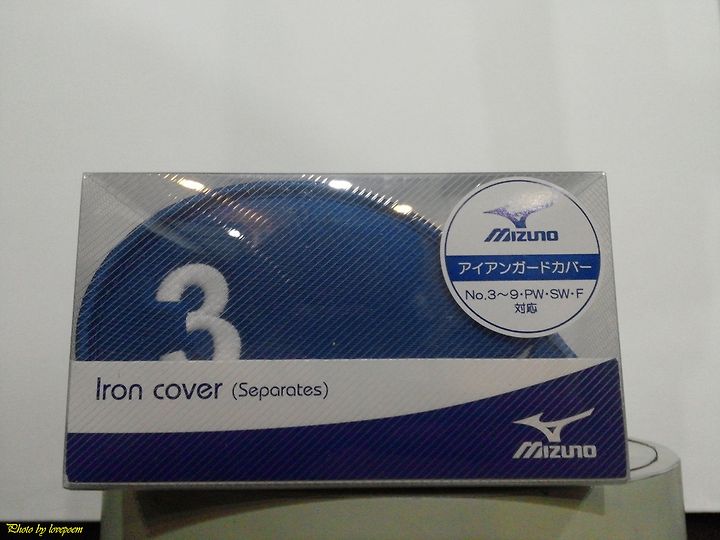 3
MIZUNO
アイアンガードカバー
No.3～9・PW・SW・F
対応
Iron cover (Separates)
MIZUNO
Photo by lovepoem